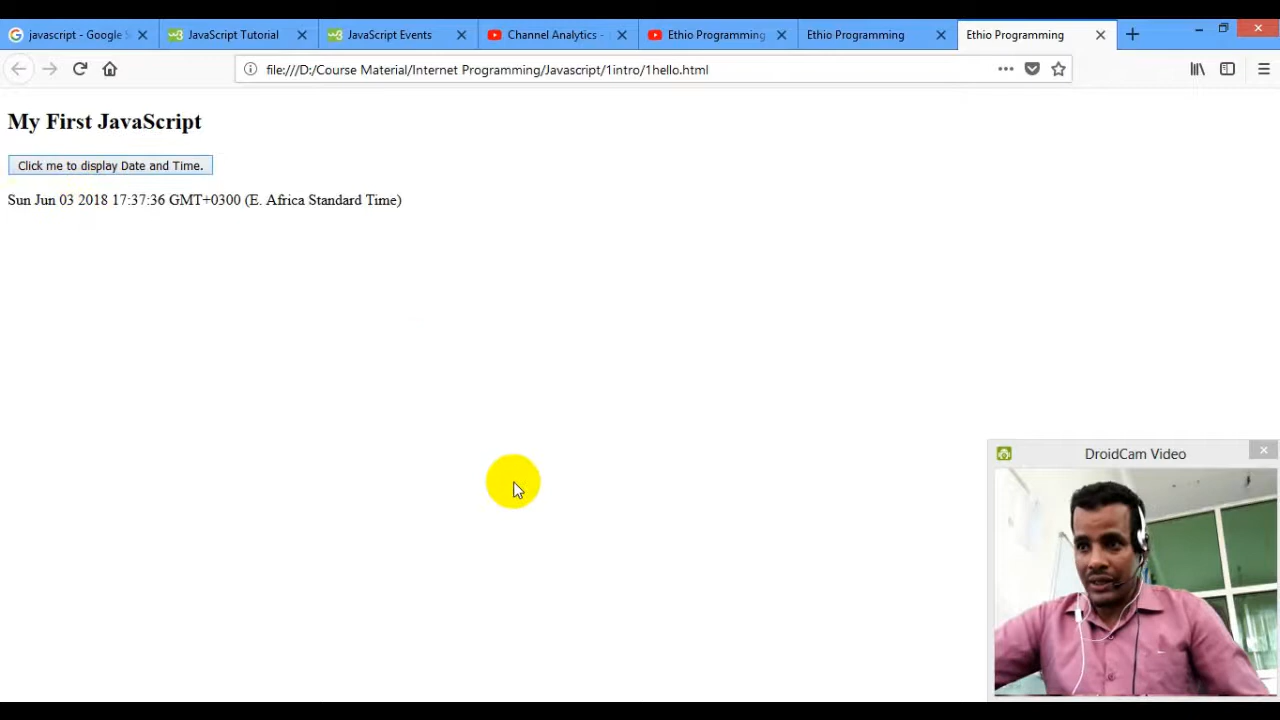 javascript - Google S
JavaScript Tutorial
JavaScript Events
Channel Analytics -
Ethio Programming
Ethio Programming
Ethio Programming
file:///D:/Course Material/Internet Programming/Javascript/1intro/1hello.html
My First JavaScript
Click me to display Date and Time.
Sun Jun 03 2018 17:37:36 GMT+0300 (E. Africa Standard Time)
DroidCam Video